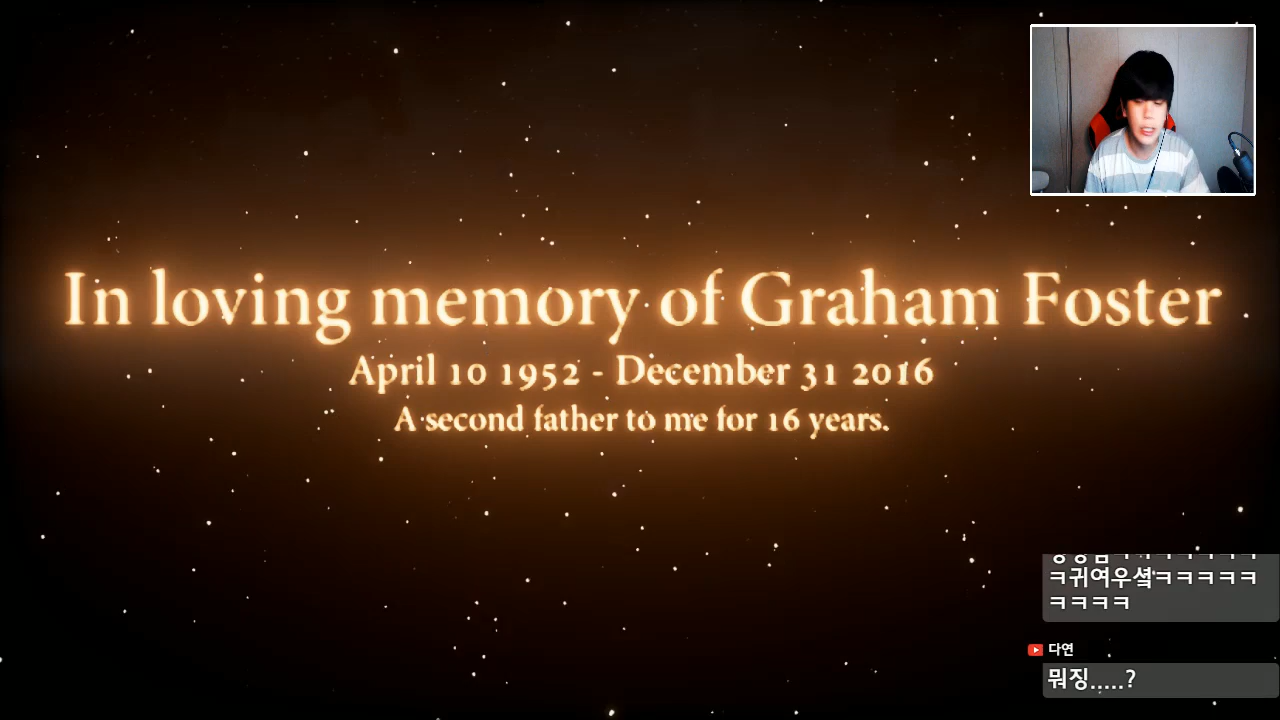 In loving memory of Graham Foster
April 10 1952 - December 31 2016
A second father to me for 16 years.
ㅋ귀여우셬ㅋㅋㅋㅋㅋ
ㅋㅋㅋㅋ
다연
뭐징.....?